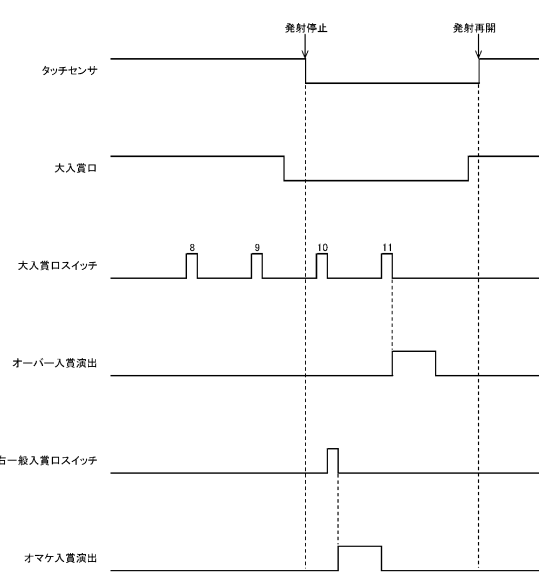 発射停止 発射再開
タッチセンサ
大入賞口
8 9 10 11
大入賞口スイッチ
オーバー入賞演出
右一般入賞口スイッチ
オマケ入賞演出